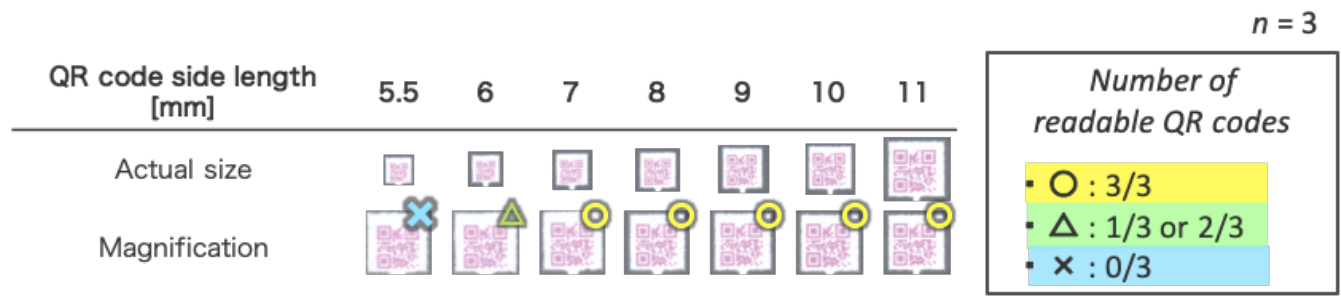 n = 3
QR code side length
[mm]
5.5 6 7 8 9 10 11
Actual size
Magnification
Number of
readable QR codes
▪ O : 3/3
▪ △ : 1/3 or 2/3
▪ × : 0/3